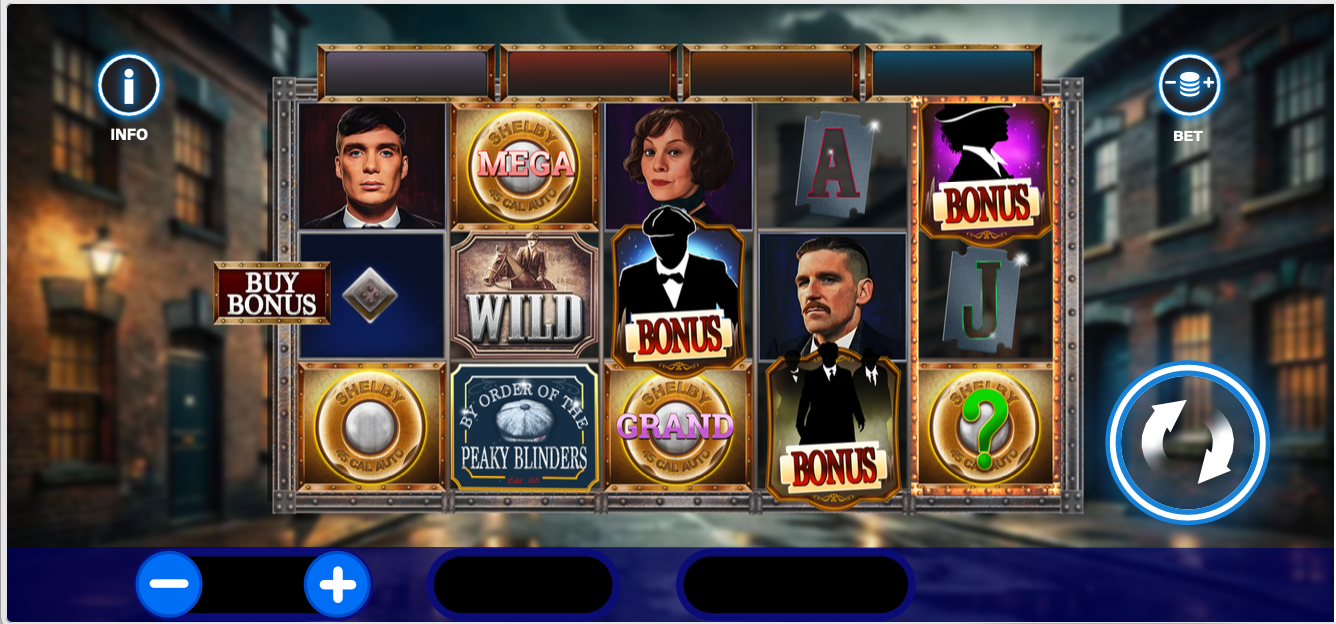 i
INFO
- +
BET
SHELBY
MEGA
45 CAL AUTO
A
BONUS
BUY
BONUS
WILD
BONUS
J
SHELBY
45 CAL AUTO
BY ORDER OF THE
PEAKY BLINDERS
SHELBY
GRAND
45 CAL AUTO
BONUS
SHELBY
?
45 CAL AUTO
- +